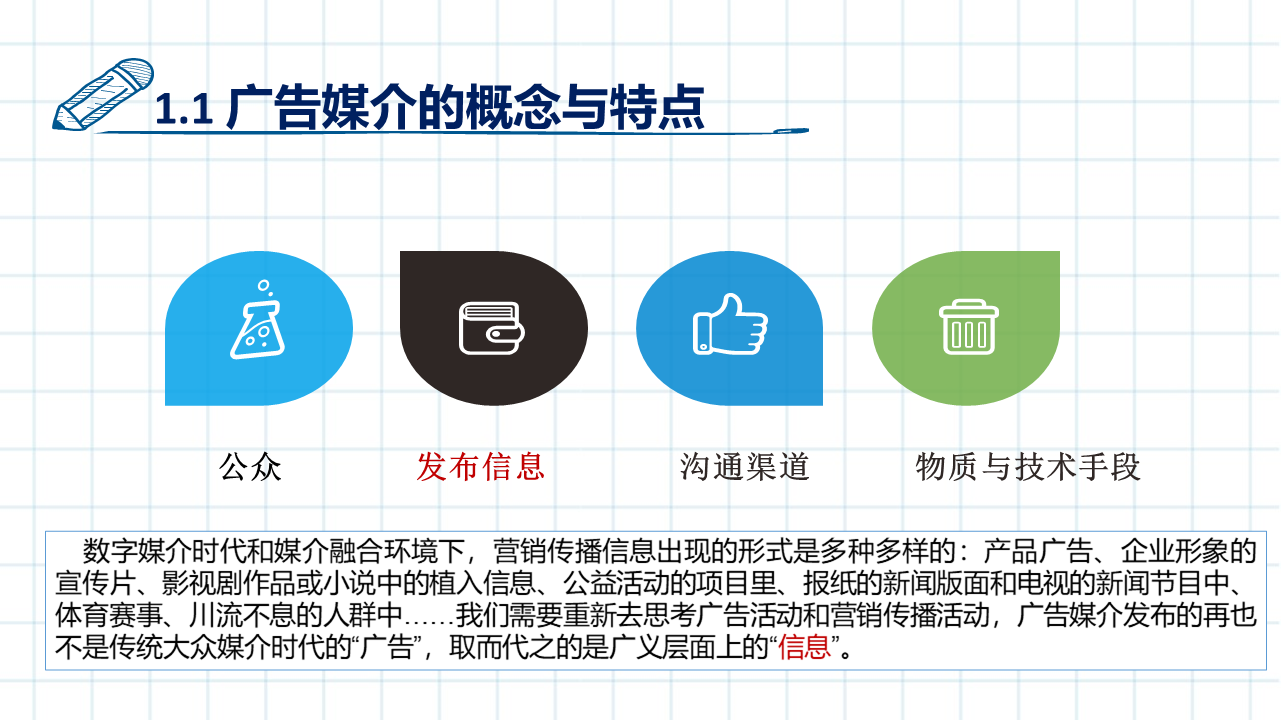 1.1 广告媒介的概念与特点
公众
发布信息
沟通渠道
物质与技术手段
数字媒介时代和媒介融合环境下，营销传播信息出现的形式是多种多样的：产品广告、企业形象的
宣传片、影视剧作品或小说中的植入信息、公益活动的项目里、报纸的新闻版面和电视的新闻节目中、
体育赛事、川流不息的人群中……我们需要重新去思考广告活动和营销传播活动，广告媒介发布的再也
不是传统大众媒介时代的“广告”，取而代之的是广义层面上的“信息”。